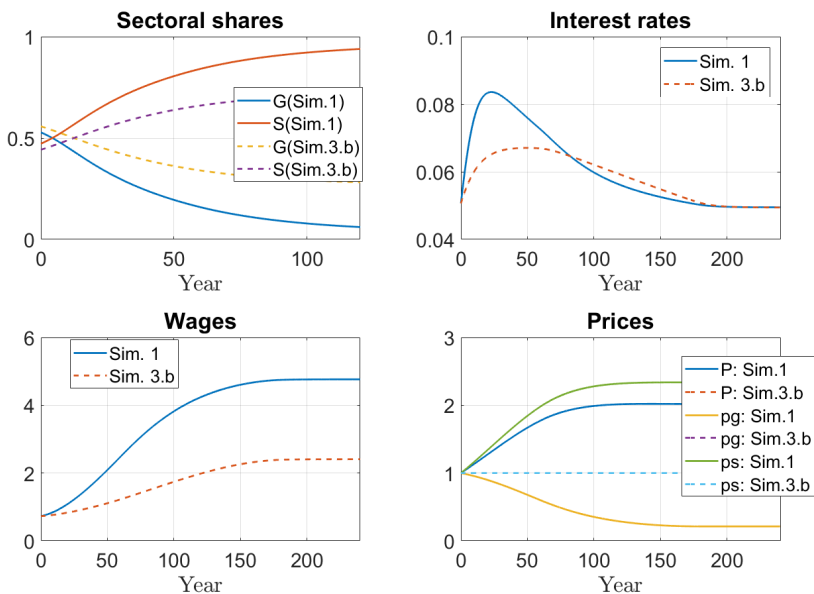 Sectoral shares
1
0.5
0
0
50
100
Year
G(Sim.1)
S(Sim.1)
G(Sim.3.b)
S(Sim.3.b)
Interest rates
0.1
0.08
0.06
0.04
0
50
100
150
200
Year
Sim. 1
Sim. 3.b
Wages
6
4
2
0
0
50
100
150
200
Year
Sim. 1
Sim. 3.b
Prices
3
2
1
0
0
50
100
150
200
Year
P: Sim.1
P: Sim.3.b
pg: Sim.1
pg: Sim.3.b
ps: Sim.1
ps: Sim.3.b